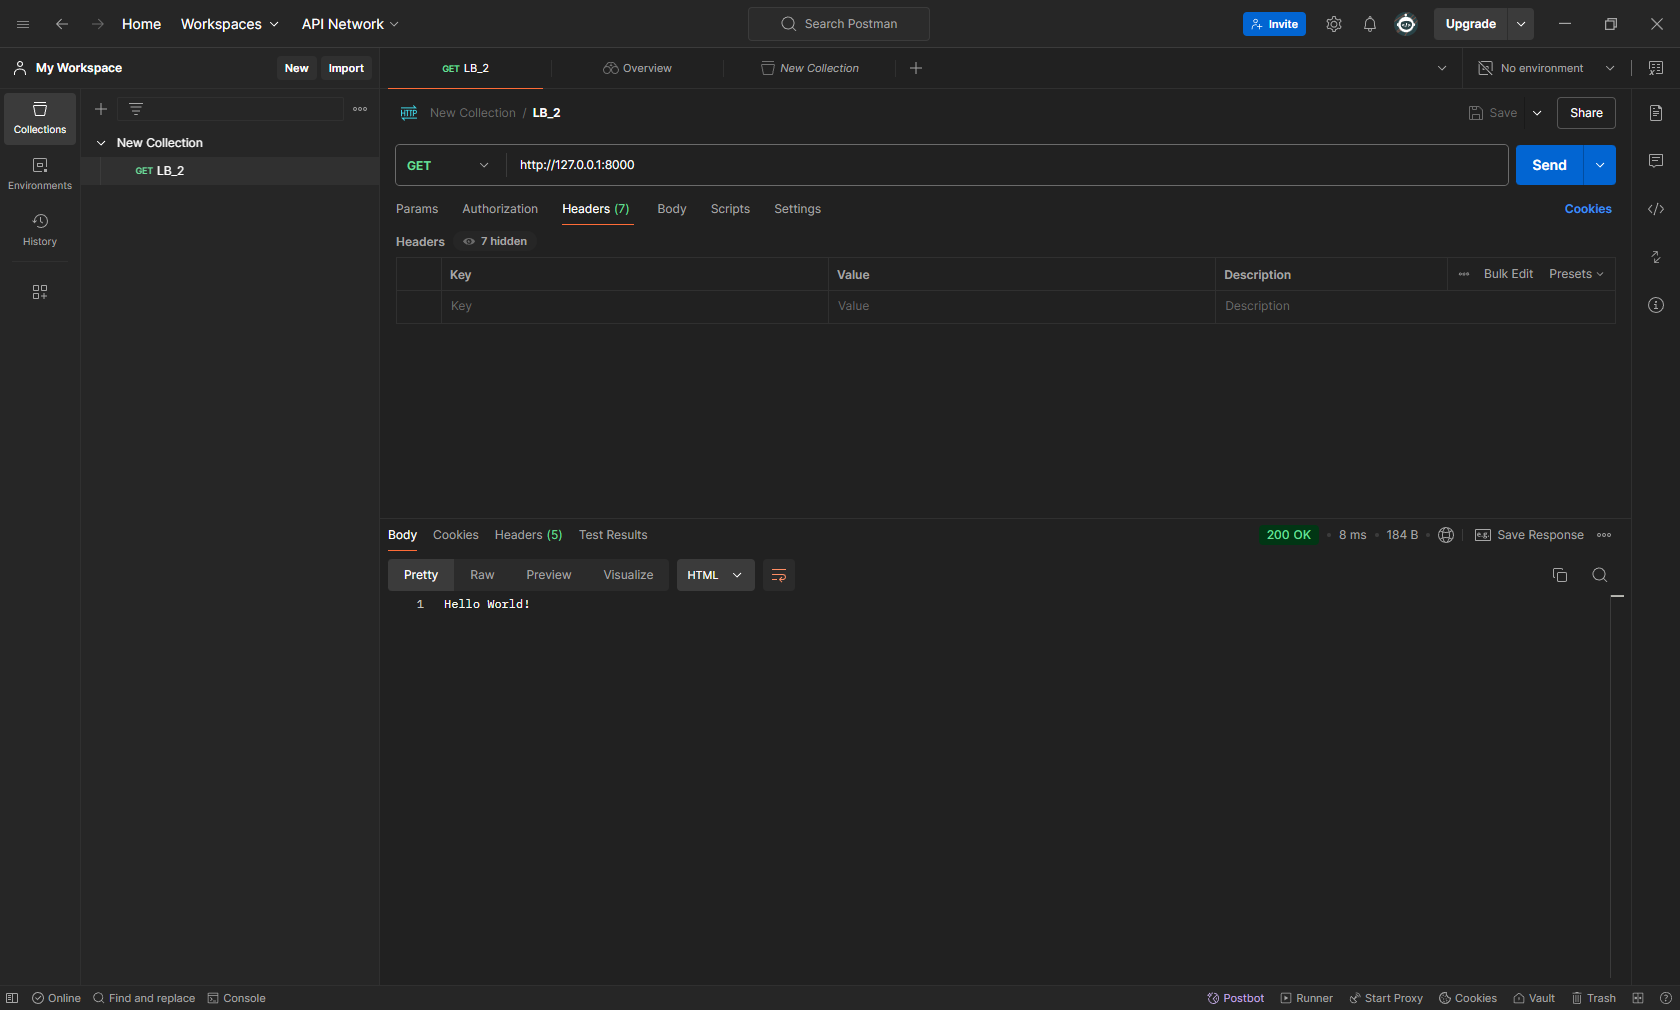 Home Workspaces API Network Search Postman Invite Upgrade
My Workspace New Import GET LB_2 Overview New Collection No environment
Collections
Environments
History
New Collection
GET LB_2
HTTP New Collection / LB_2 Save Share
GET http://127.0.0.1:8000 Send
Params Authorization Headers (7) Body Scripts Settings Cookies
Headers 7 hidden
Key Value Description Bulk Edit Presets
Key Value Description
Body Cookies Headers (5) Test Results 200 OK 8 ms 184 B e.g. Save Response
Pretty Raw Preview Visualize HTML
1 Hello World!
Online Find and replace Console Postbot Runner Start Proxy Cookies Vault Trash